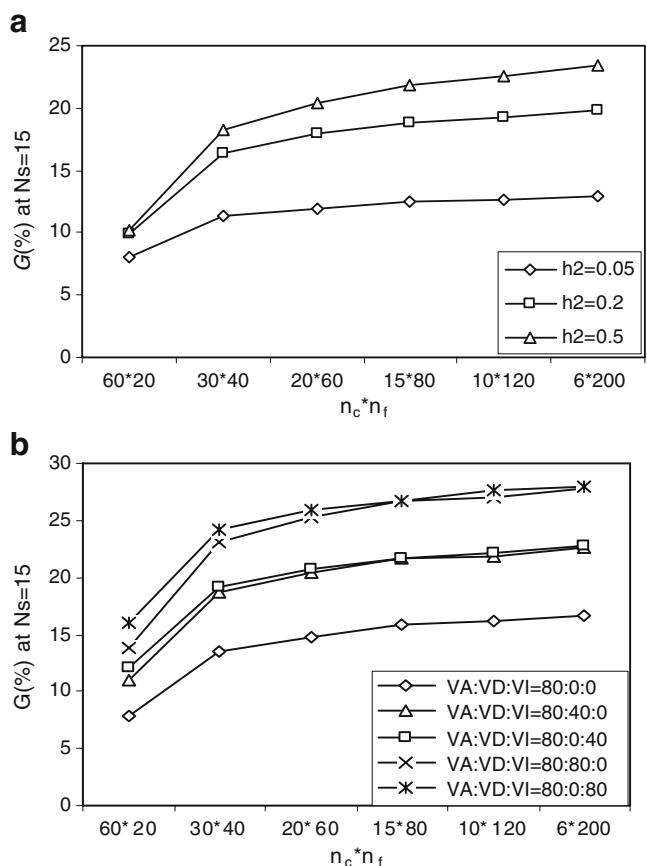 a
25
20
15
10
5
0
G(%) at Ns=15
h2=0.05
h2=0.2
h2=0.5
60*20 30*40 20*60 15*80 10*120 6*200
n_c*n_f
b
30
25
20
15
10
5
0
G(%) at Ns=15
VA:VD:VI=80:0:0
VA:VD:VI=80:40:0
VA:VD:VI=80:0:40
VA:VD:VI=80:80:0
VA:VD:VI=80:0:80
60*20 30*40 20*60 15*80 10*120 6*200
n_c*n_f